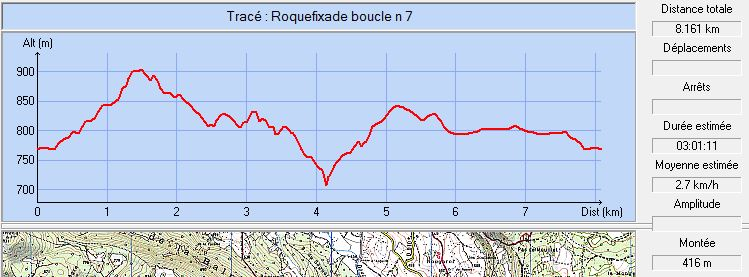 Tracé : Roquefixade boucle n 7
Alt (m)
900
850
800
750
700
0 1 2 3 4 5 6 7 Dist (km)
Distance totale
8.161 km
Déplacements
Arrêts
Durée estimée
03:01:11
Moyenne estimée
2.7 km/h
Amplitude
Montée
416 m